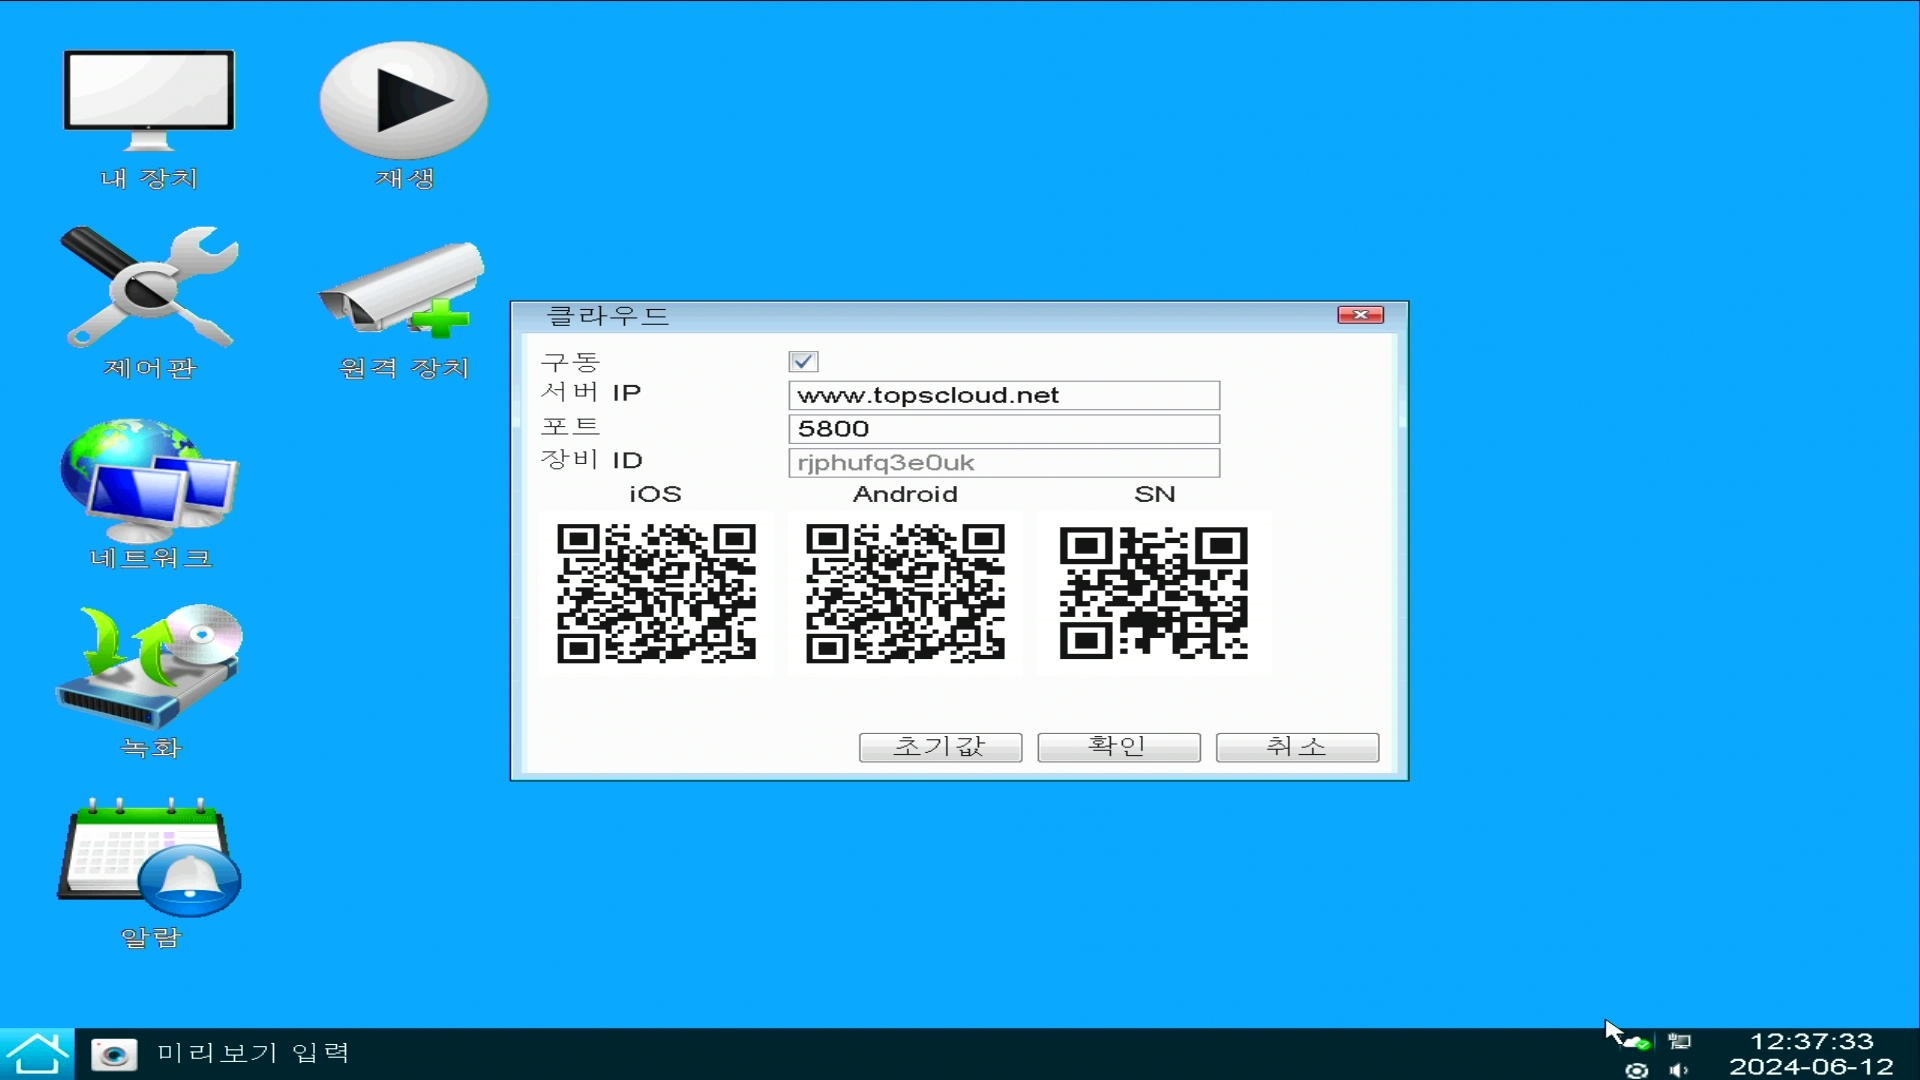 내 장치
재생
제어판
원격 장치
네트워크
녹화
알람
클라우드
구동
서버 IP
www.topscloud.net
포트
5800
장비 ID
rjphufq3e0uk
iOS Android SN
초기값 확인 취소
미리보기 입력
12:37:33
2024-06-12